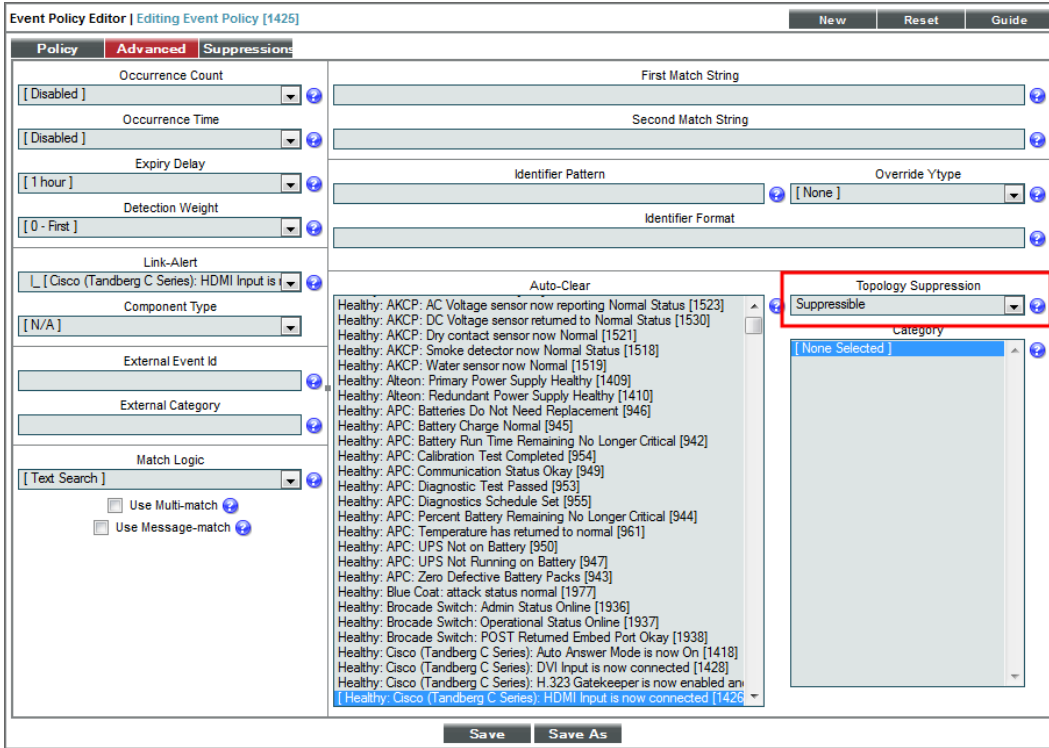 Event Policy Editor | Editing Event Policy [1425]
New
Reset
Guide
Policy
Advanced
Suppressions
Occurrence Count
[ Disabled ]
Occurrence Time
[ Disabled ]
Expiry Delay
[ 1 hour ]
Detection Weight
[ 0 - First ]
Link-Alert
|_ [ Cisco (Tandberg C Series): HDMI Input is
Component Type
[ N/A ]
External Event Id
External Category
Match Logic
[ Text Search ]
Use Multi-match
Use Message-match
First Match String
Second Match String
Identifier Pattern
Override Ytype
[ None ]
Identifier Format
Auto-Clear
Healthy: AKCP: AC Voltage sensor now reporting Normal Status [1523]
Healthy: AKCP: DC Voltage sensor returned to Normal Status [1530]
Healthy: AKCP: Dry contact sensor now Normal [1521]
Healthy: AKCP: Smoke detector now Normal Status [1518]
Healthy: AKCP: Water sensor now Normal [1519]
Healthy: Alteon: Primary Power Supply Healthy [1409]
Healthy: Alteon: Redundant Power Supply Healthy [1410]
Healthy: APC: Batteries Do Not Need Replacement [946]
Healthy: APC: Battery Charge Normal [945]
Healthy: APC: Battery Run Time Remaining No Longer Critical [942]
Healthy: APC: Calibration Test Completed [954]
Healthy: APC: Communication Status Okay [949]
Healthy: APC: Diagnostic Test Passed [953]
Healthy: APC: Diagnostics Schedule Set [955]
Healthy: APC: Percent Battery Remaining No Longer Critical [944]
Healthy: APC: Temperature has returned to normal [961]
Healthy: APC: UPS Not on Battery [950]
Healthy: APC: UPS Not Running on Battery [947]
Healthy: APC: Zero Defective Battery Packs [943]
Healthy: Blue Coat: attack status normal [1977]
Healthy: Brocade Switch: Admin Status Online [1936]
Healthy: Brocade Switch: Operational Status Online [1937]
Healthy: Brocade Switch: POST Returned Embed Port Okay [1938]
Healthy: Cisco (Tandberg C Series): Auto Answer Mode is now On [1418]
Healthy: Cisco (Tandberg C Series): DVI Input is now connected [1428]
Healthy: Cisco (Tandberg C Series): H.323 Gatekeeper is now enabled an
[ Healthy: Cisco (Tandberg C Series): HDMI Input is now connected [1426
Topology Suppression
Suppressible
Category
[ None Selected ]
Save
Save As